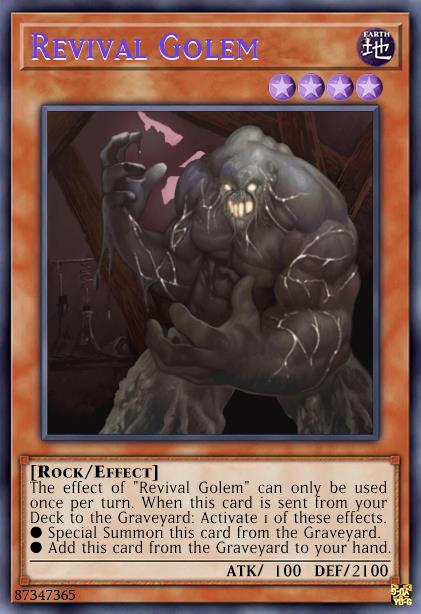 Revival Golem
EARTH
地
[Rock/Effect]
The effect of "Revival Golem" can only be used
once per turn. When this card is sent from your
Deck to the Graveyard: Activate 1 of these effects.
● Special Summon this card from the Graveyard.
● Add this card from the Graveyard to your hand.
ATK/ 100 DEF/2100
87347365